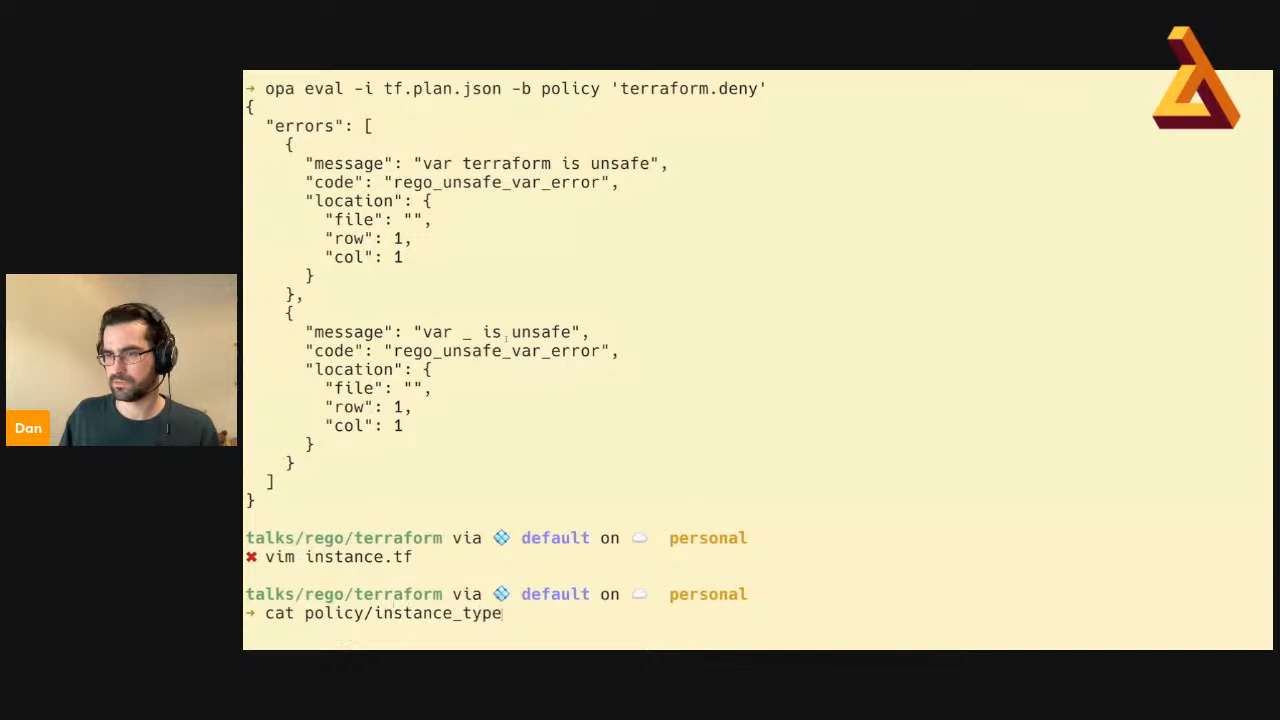 → opa eval -i tf.plan.json -b policy 'terraform.deny'
{
  "errors": [
    {
      "message": "var terraform is unsafe",
      "code": "rego_unsafe_var_error",
      "location": {
        "file": "",
        "row": 1,
        "col": 1
      }
    },
    {
      "message": "var _ is unsafe",
      "code": "rego_unsafe_var_error",
      "location": {
        "file": "",
        "row": 1,
        "col": 1
      }
    }
  ]
}
talks/rego/terraform via 💠 default on ☁️ personal
✖ vim instance.tf
talks/rego/terraform via 💠 default on ☁️ personal
→ cat policy/instance_type
Dan